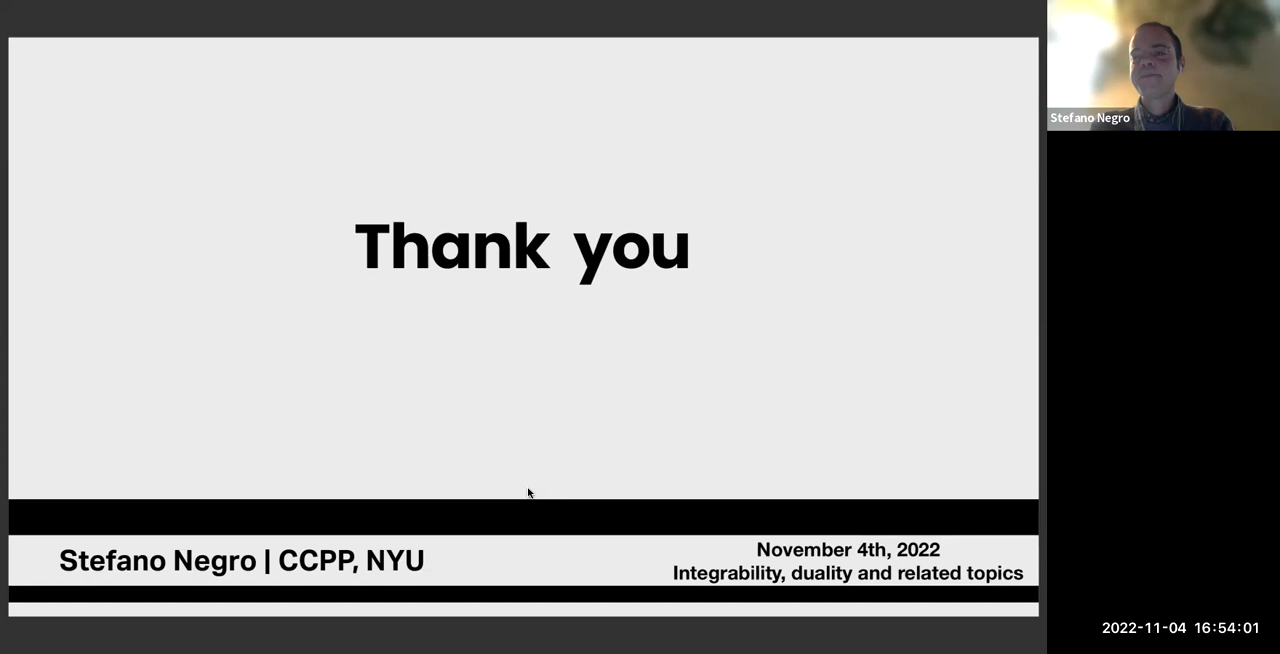 Thank you
Stefano Negro | CCPP, NYU
November 4th, 2022
Integrability, duality and related topics
Stefano Negro
2022-11-04 16:54:01